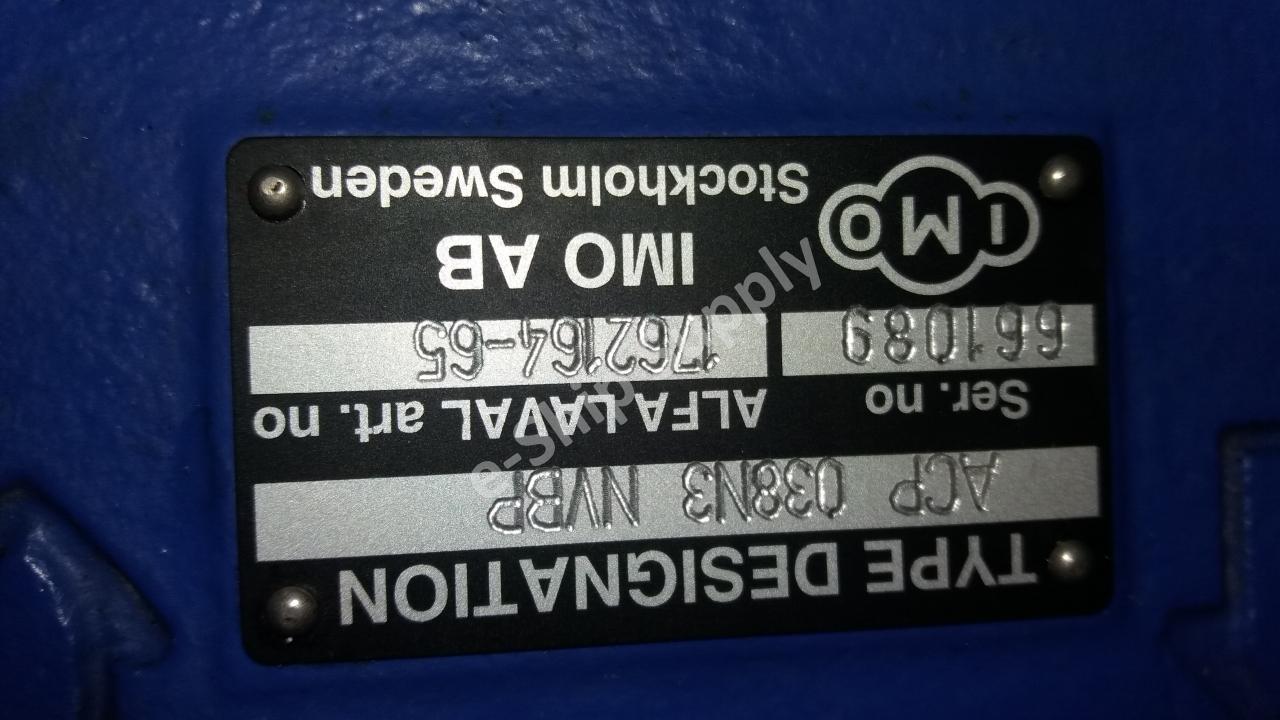 TYPE DESIGNATION
ACP 038N3 NVBP
Ser. no ALFA LAVAL art. no
661089 1762164-65
IMO IMO AB
Stockholm Sweden
e-Ship Supply